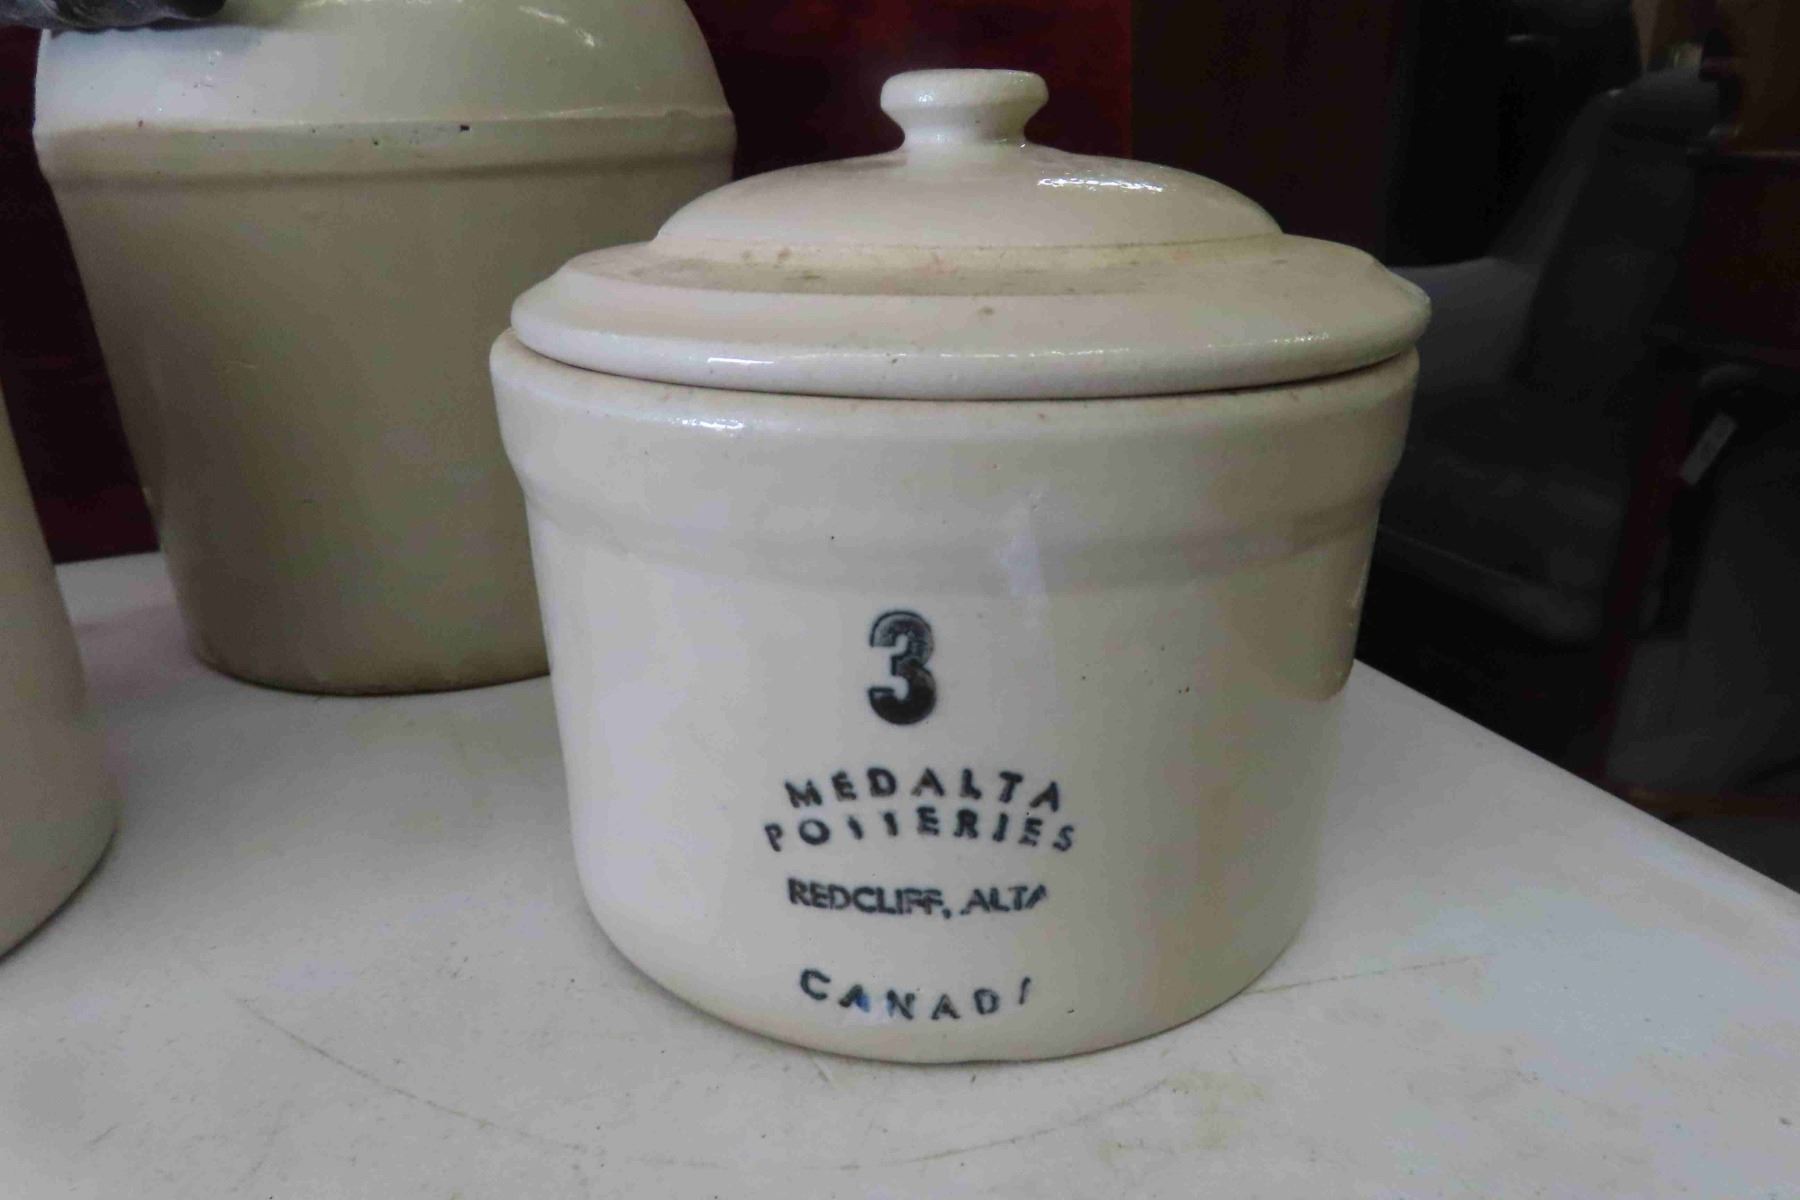 3
MEDALTA
POTTERIES
REDCLIFF, ALTA
CANADA